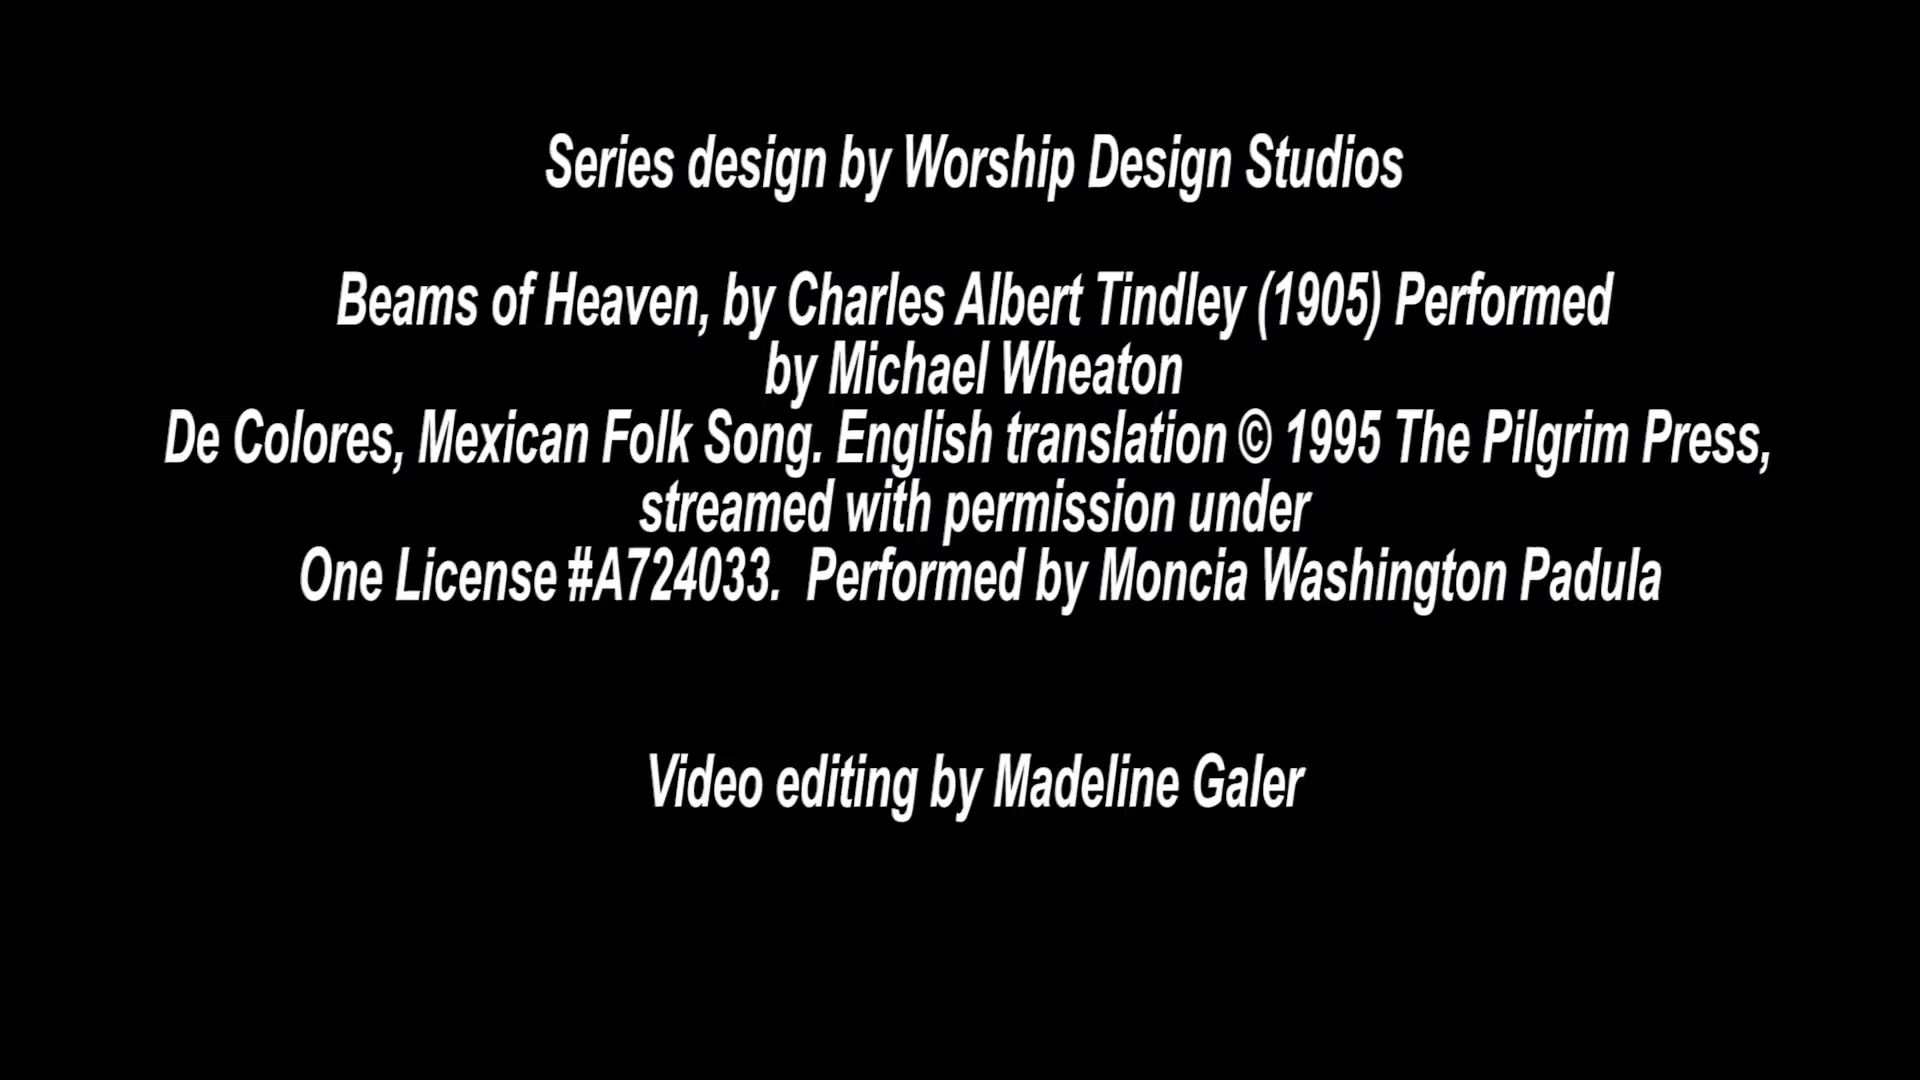 Series design by Worship Design Studios
Beams of Heaven, by Charles Albert Tindley (1905) Performed
by Michael Wheaton
De Colores, Mexican Folk Song. English translation © 1995 The Pilgrim Press,
streamed with permission under
One License #A724033.  Performed by Moncia Washington Padula
Video editing by Madeline Galer